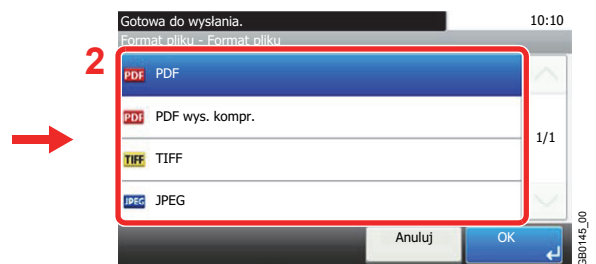 Gotowa do wysłania. 10:10
Format pliku - Format pliku
2
PDF PDF
PDF PDF wys. kompr.
1/1
TIFF TIFF
JPEG JPEG
Anuluj OK
GB0145_00